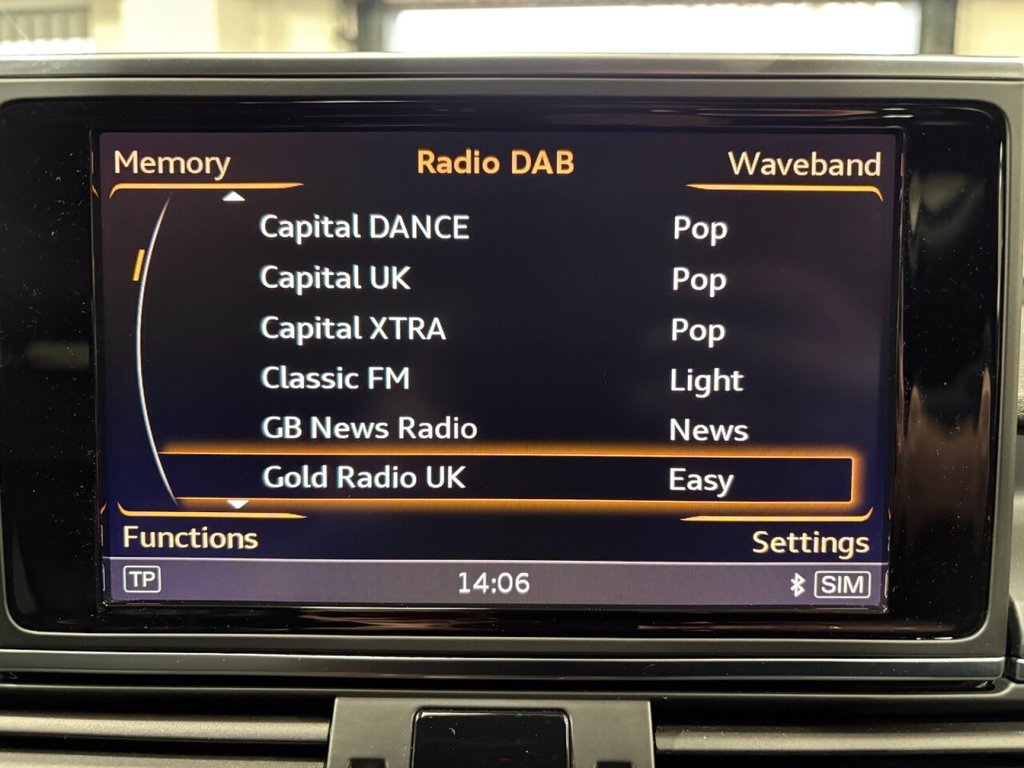 Memory Radio DAB Waveband
Capital DANCE Pop
Capital UK Pop
Capital XTRA Pop
Classic FM Light
GB News Radio News
Gold Radio UK Easy
Functions Settings
TP 14:06 SIM